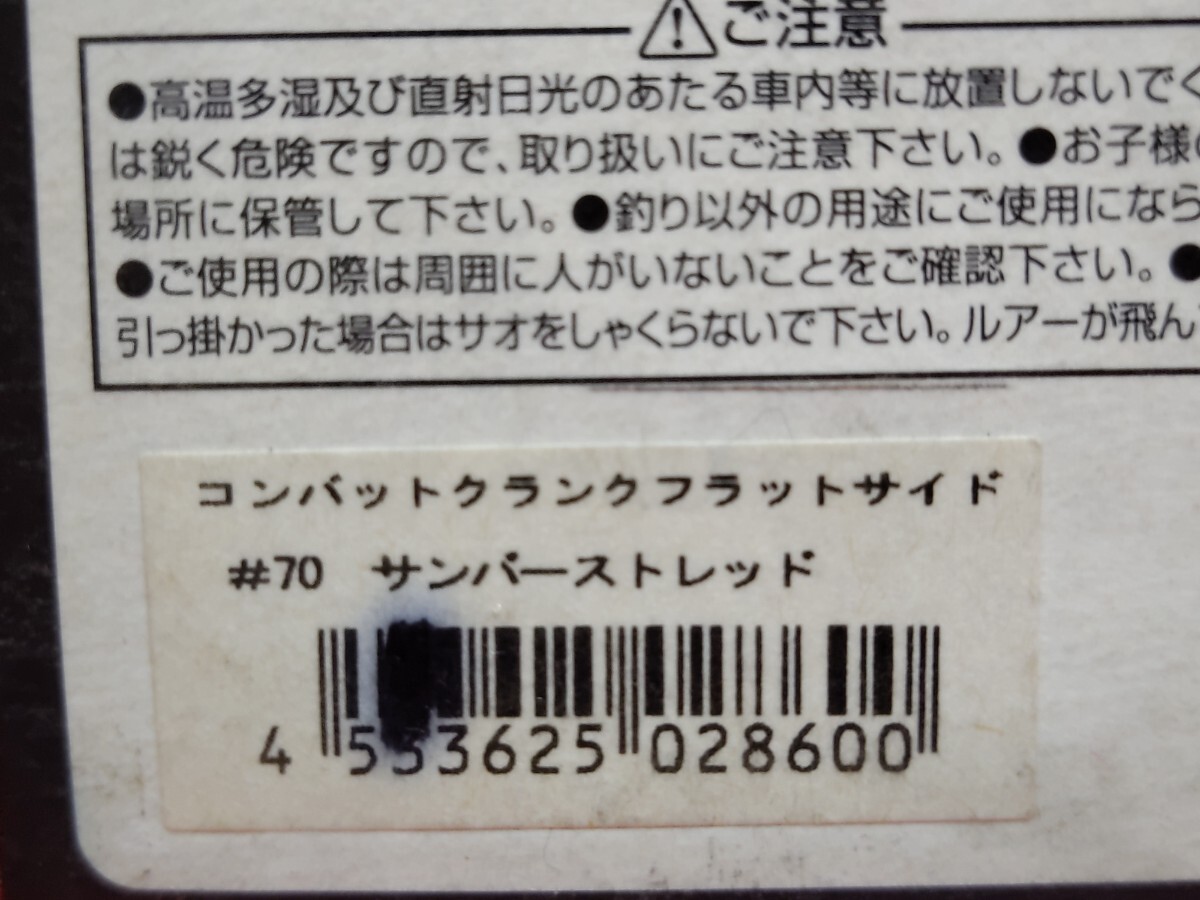 ⚠ご注意
●高温多湿及び直射日光のあたる車内等に放置しないでく
は鋭く危険ですので、取り扱いにご注意下さい。●お子様の
場所に保管して下さい。●釣り以外の用途にご使用になら
●ご使用の際は周囲に人がいないことをご確認下さい。●
引っ掛かった場合はサオをしゃくらないで下さい。ルアーが飛ん
コンバットクランクフラットサイド
#70 サンバーストレッド
4 533625 028600